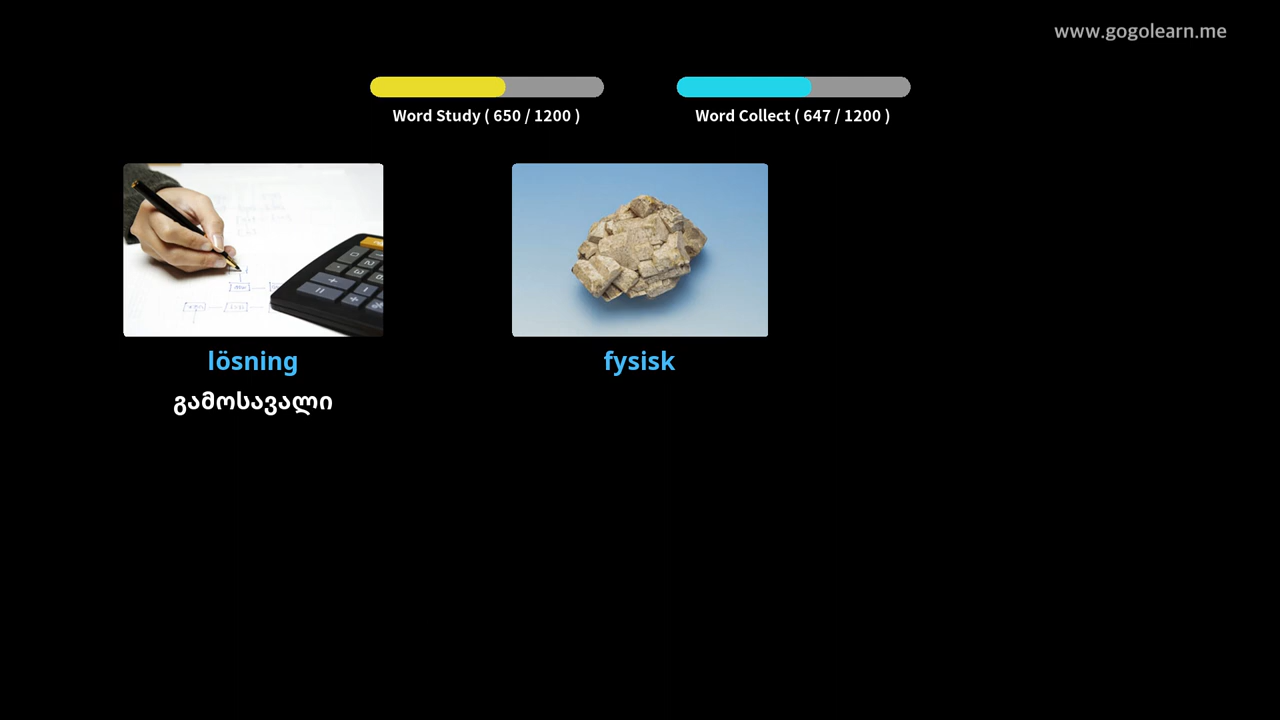 www.gogolearn.me
Word Study ( 650 / 1200 )
Word Collect ( 647 / 1200 )
lösning
გამოსავალი
fysisk